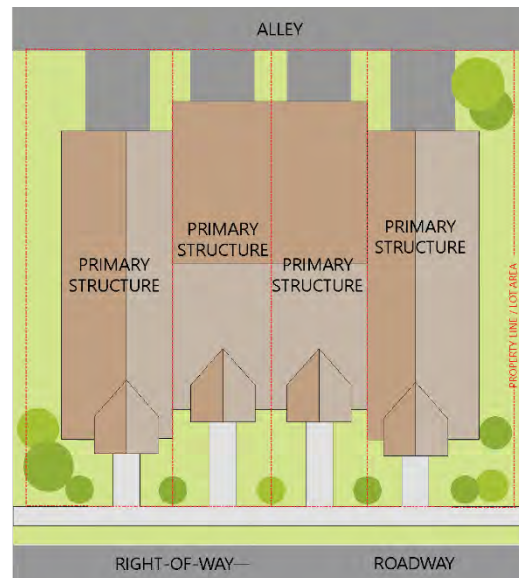 ALLEY
PRIMARY
STRUCTURE
PRIMARY
STRUCTURE
PRIMARY
STRUCTURE
PRIMARY
STRUCTURE
PROPERTY LINE / LOT AREA
RIGHT-OF-WAY— ROADWAY